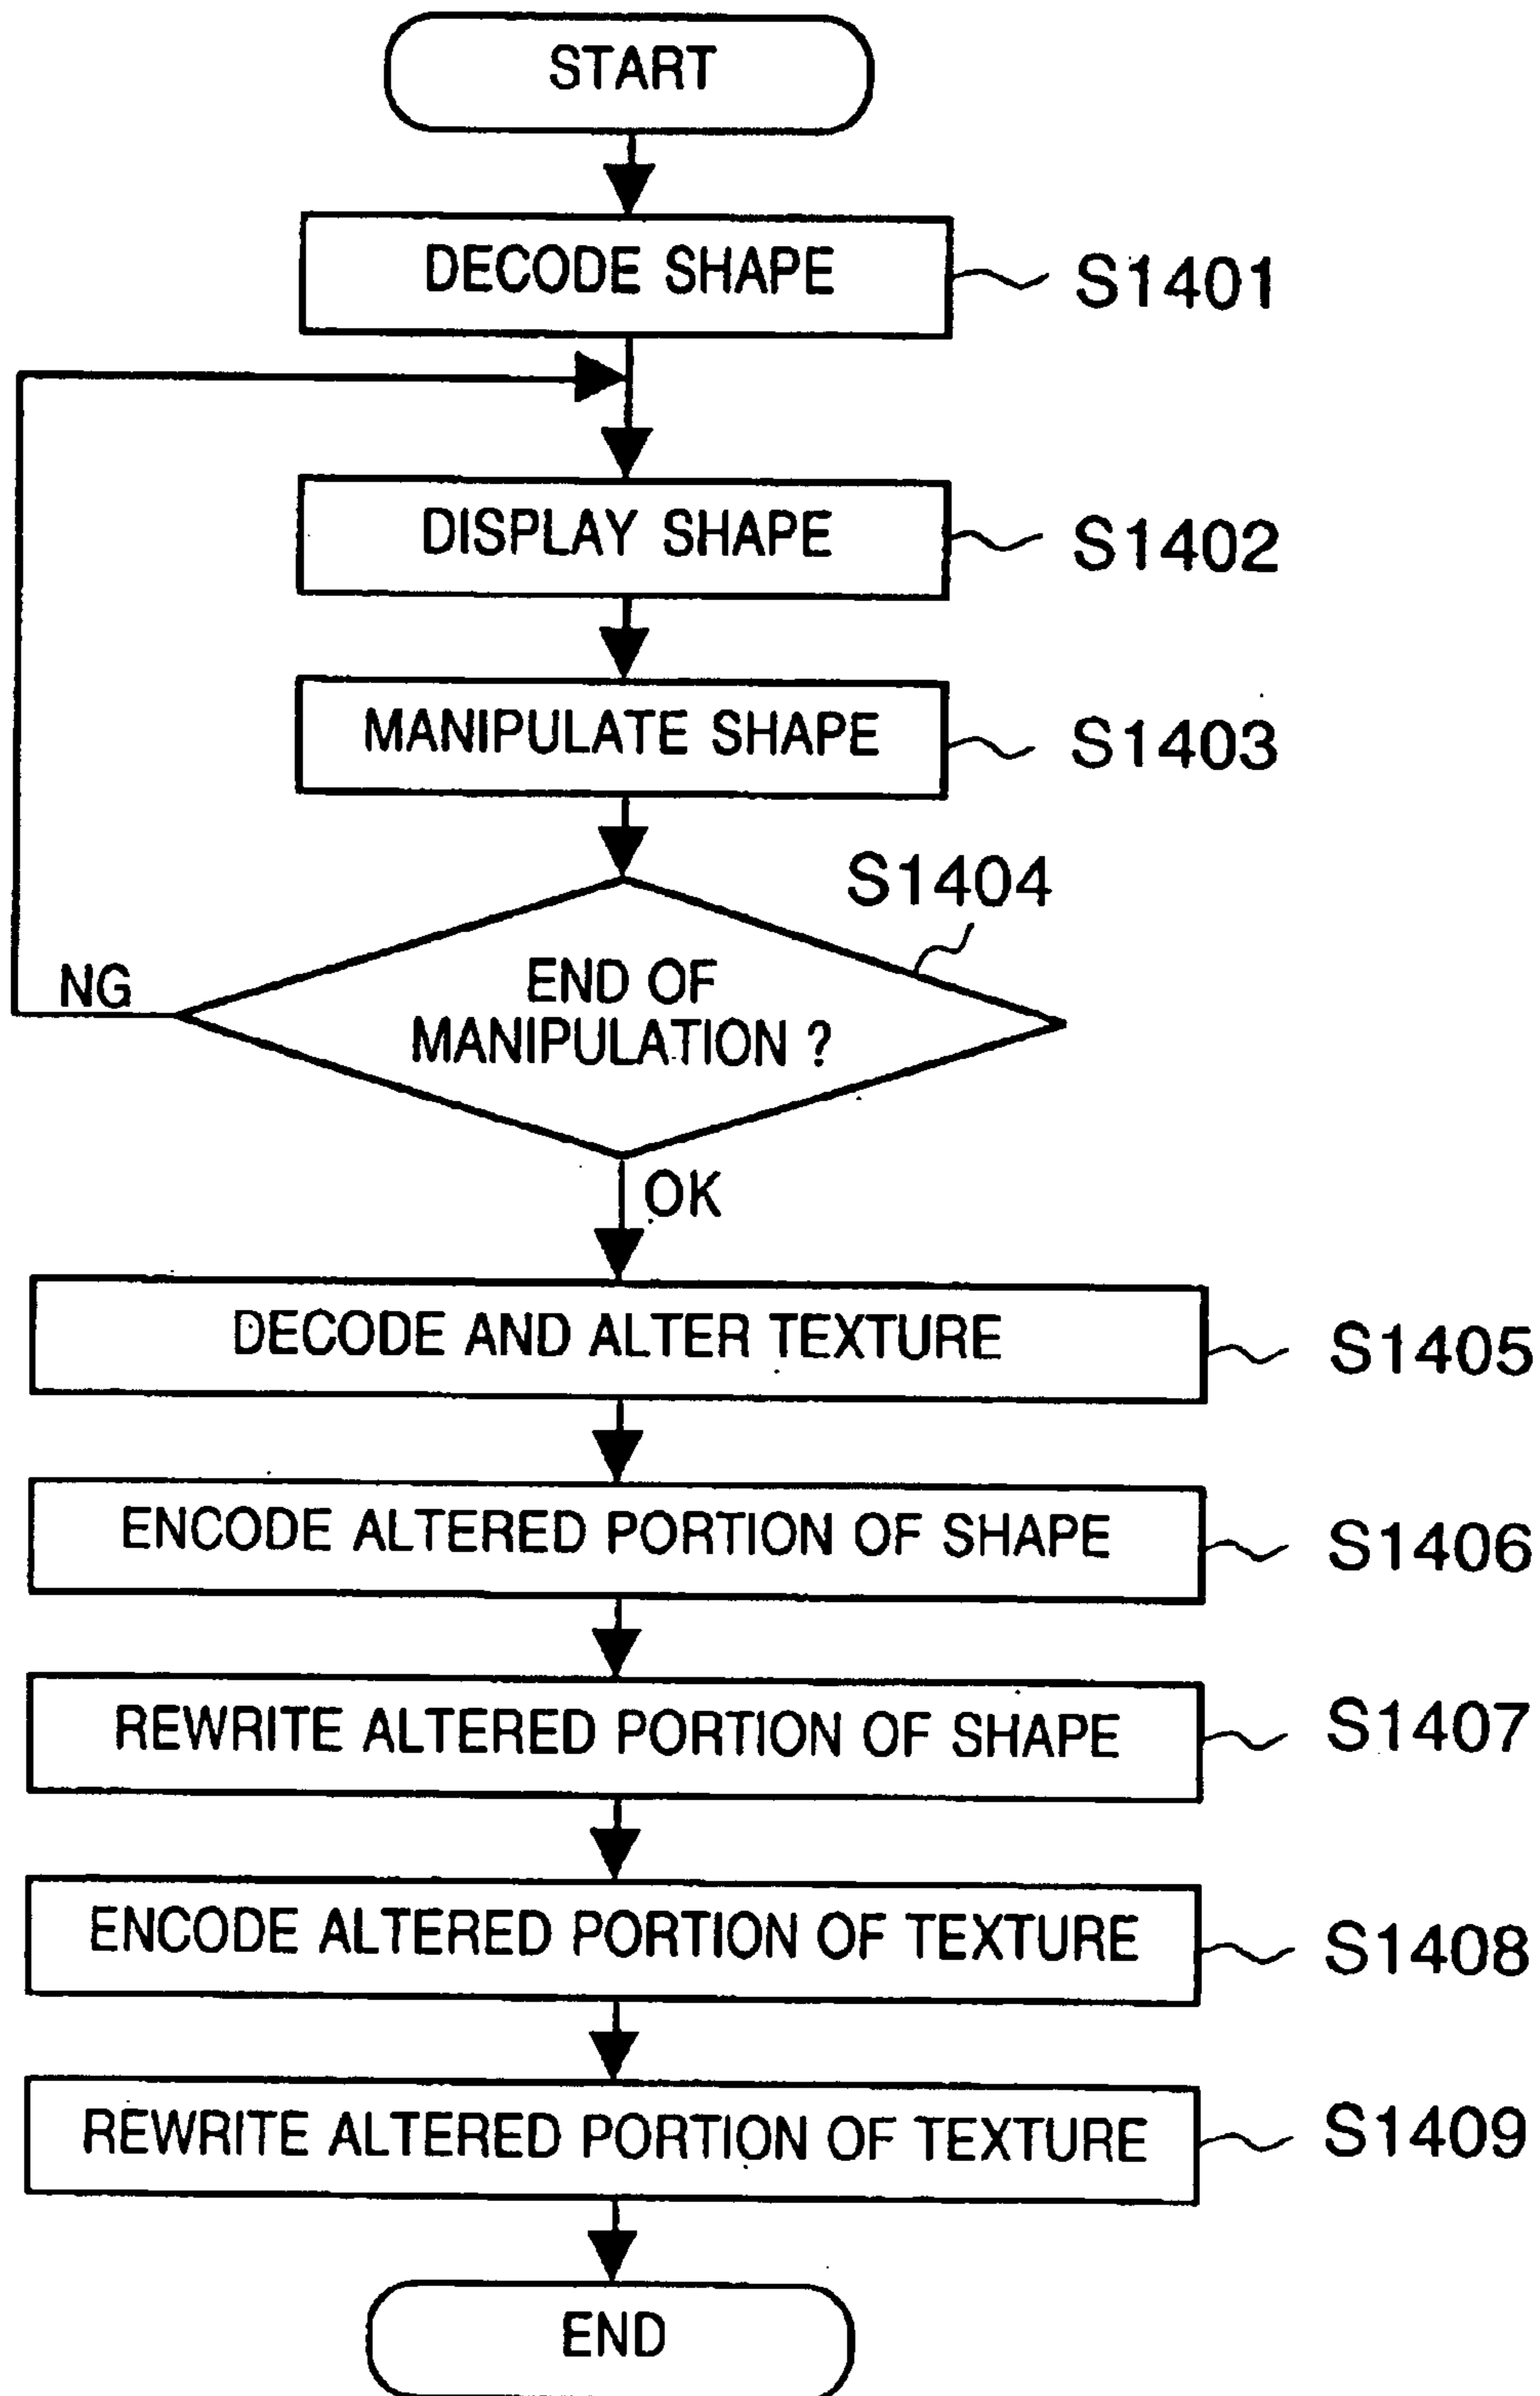 START
DECODE SHAPE
S1401
DISPLAY SHAPE
S1402
MANIPULATE SHAPE
S1403
S1404
END OF
MANIPULATION ?
NG
OK
DECODE AND ALTER TEXTURE
S1405
ENCODE ALTERED PORTION OF SHAPE
S1406
REWRITE ALTERED PORTION OF SHAPE
S1407
ENCODE ALTERED PORTION OF TEXTURE
S1408
REWRITE ALTERED PORTION OF TEXTURE
S1409
END